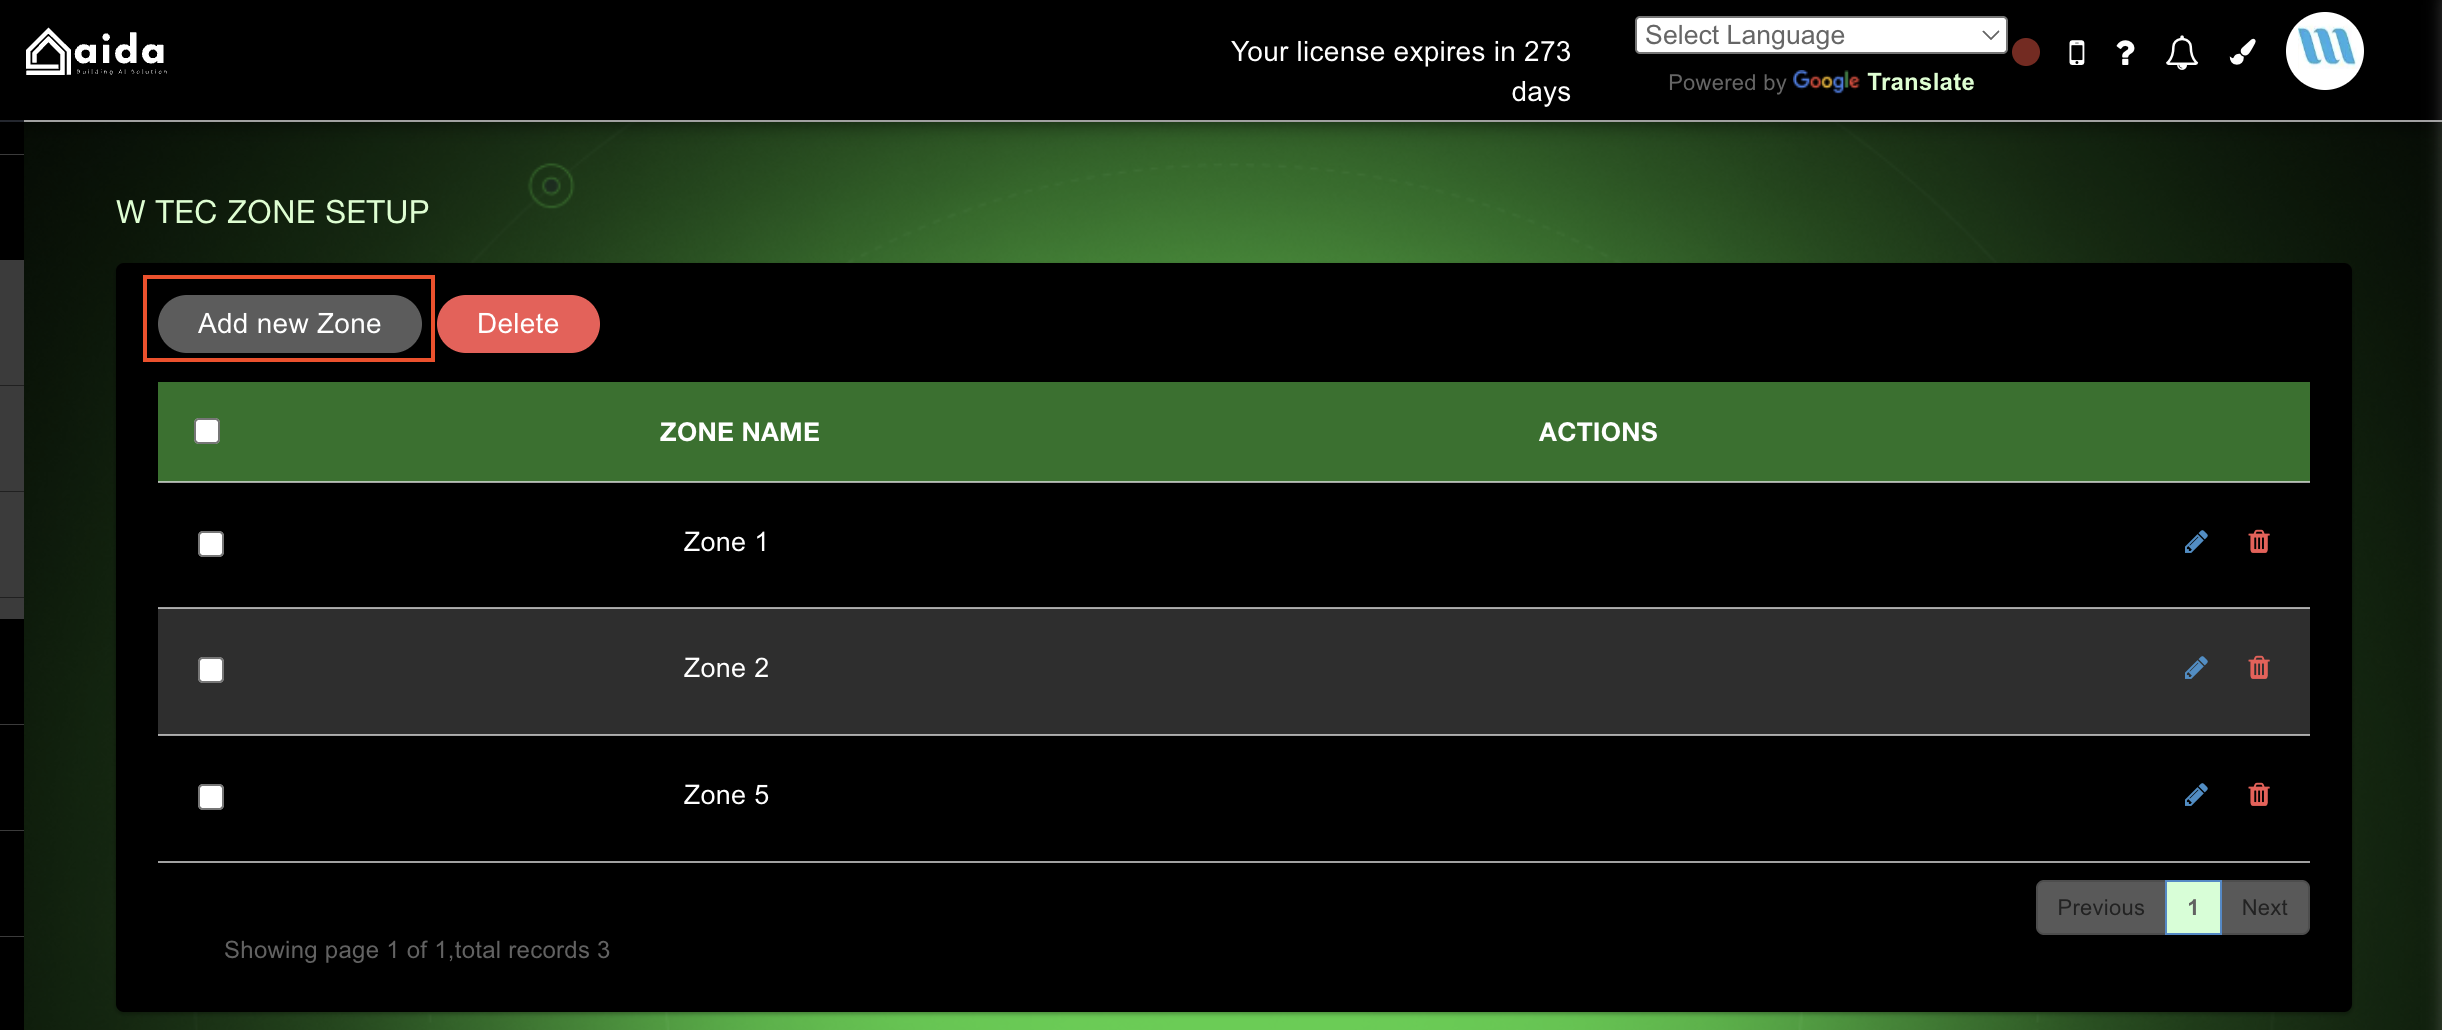 aida
Building AI Solution
Your license expires in 273
days
Select Language
Powered by Google Translate
W TEC ZONE SETUP
Add new Zone
Delete
ZONE NAME
ACTIONS
Zone 1
Zone 2
Zone 5
Previous
1
Next
Showing page 1 of 1,total records 3